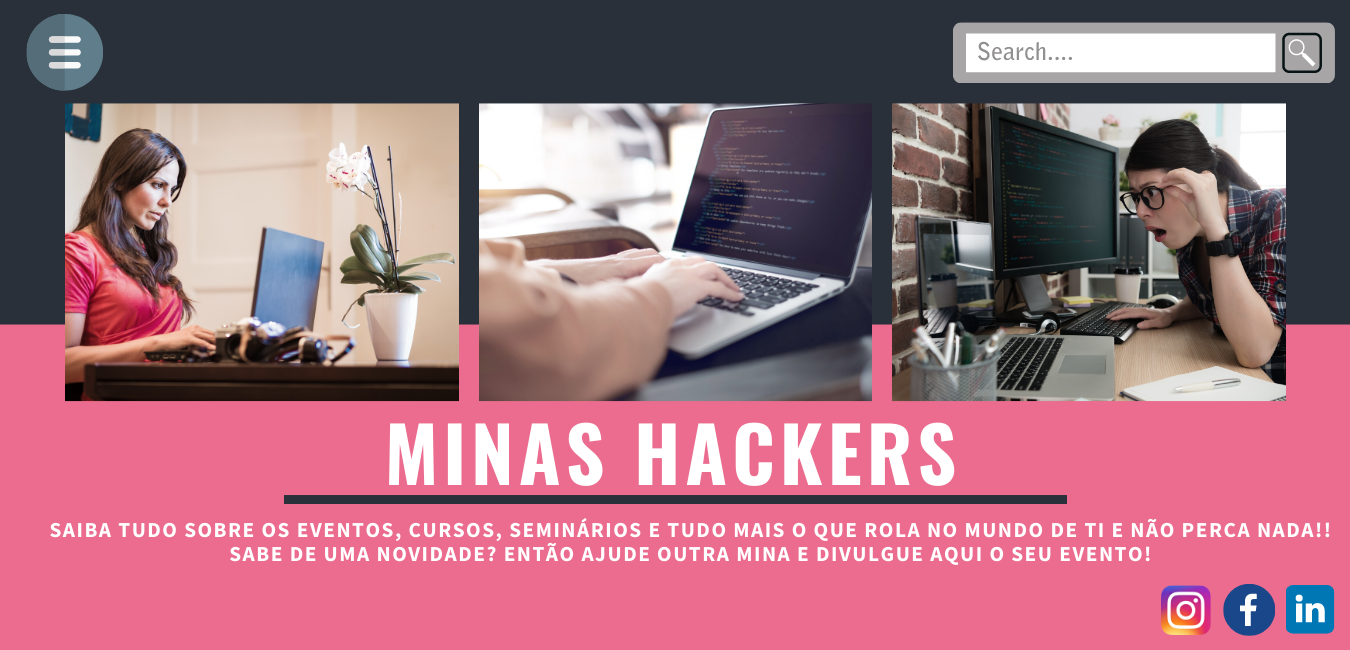 Search....
MINAS HACKERS
SAIBA TUDO SOBRE OS EVENTOS, CURSOS, SEMINÁRIOS E TUDO MAIS O QUE ROLA NO MUNDO DE TI E NÃO PERCA NADA!!
SABE DE UMA NOVIDADE? ENTÃO AJUDE OUTRA MINA E DIVULGUE AQUI O SEU EVENTO!
f
in